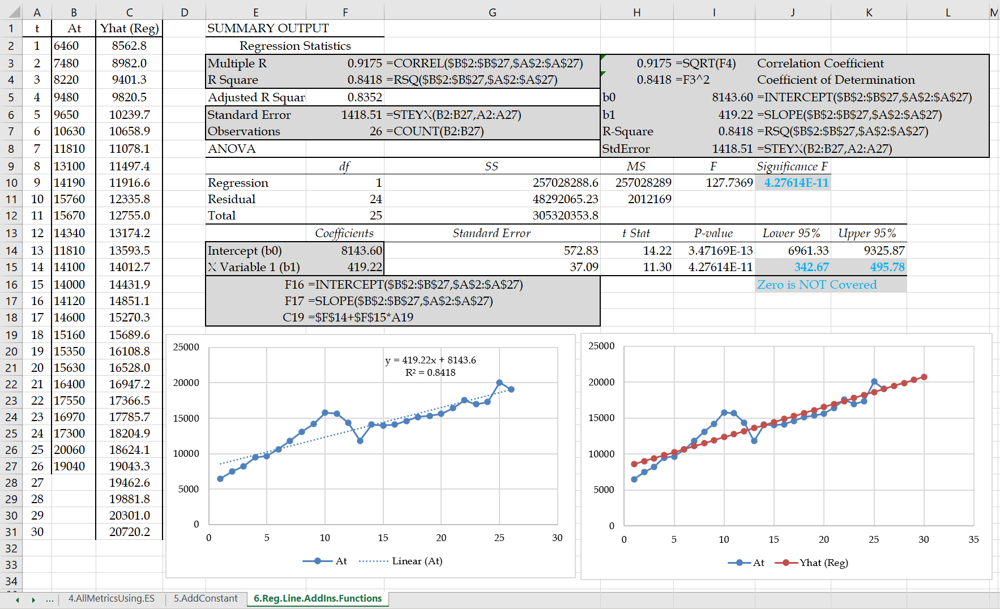 A B C D E F G H I J K L M
1 t At Yhat (Reg) SUMMARY OUTPUT
2 1 6460 8562.8 Regression Statistics
3 2 7480 8982.0 Multiple R 0.9175 =CORREL($B$2:$B$27,$A$2:$A$27) 0.9175 =SQRT(F4) Correlation Coefficient
4 3 8220 9401.3 R Square 0.8418 =RSQ($B$2:$B$27,$A$2:$A$27) 0.8418 =F3^2 Coefficient of Determination
5 4 9480 9820.5 Adjusted R Squar 0.8352 b0 8143.60 =INTERCEPT($B$2:$B$27,$A$2:$A$27)
6 5 9650 10239.7 Standard Error 1418.51 =STEYX(B2:B27,A2:A27) b1 419.22 =SLOPE($B$2:$B$27,$A$2:$A$27)
7 6 10630 10658.9 Observations 26 =COUNT(B2:B27) R-Square 0.8418 =RSQ($B$2:$B$27,$A$2:$A$27)
8 7 11810 11078.1 ANOVA StdError 1418.51 =STEYX(B2:B27,A2:A27)
9 8 13100 11497.4 df SS MS F Significance F
10 9 14190 11916.6 Regression 1 257028288.6 257028289 127.7369 4.27614E-11
11 10 15760 12335.8 Residual 24 48292065.23 2012169
12 11 15670 12755.0 Total 25 305320353.8
13 12 14340 13174.2 Coefficients Standard Error t Stat P-value Lower 95% Upper 95%
14 13 11810 13593.5 Intercept (b0) 8143.60 572.83 14.22 3.47169E-13 6961.33 9325.87
15 14 14100 14012.7 X Variable 1 (b1) 419.22 37.09 11.30 4.27614E-11 342.67 495.78
16 15 14000 14431.9 F16 =INTERCEPT($B$2:$B$27,$A$2:$A$27) Zero is NOT Covered
17 16 14120 14851.1 F17 =SLOPE($B$2:$B$27,$A$2:$A$27)
18 17 14600 15270.3 C19 =$F$14+$F$15*A19
19 18 15160 15689.6
20 19 15350 16108.8
21 20 15630 16528.0
22 21 16400 16947.2
23 22 17550 17366.5
24 23 16970 17785.7
25 24 17300 18204.9
26 25 20060 18624.1
27 26 19040 19043.3
28 27 19462.6
29 28 19881.8
30 29 20301.0
31 30 20720.2
32
33
34
25000
20000
15000
10000
5000
0
y = 419.22x + 8143.6
R² = 0.8418
0 5 10 15 20 25 30
At Linear (At)
25000
20000
15000
10000
5000
0
0 5 10 15 20 25 30 35
At Yhat (Reg)
... 4.AllMetricsUsing.ES 5.AddConstant 6.Reg.Line.AddIns.Functions